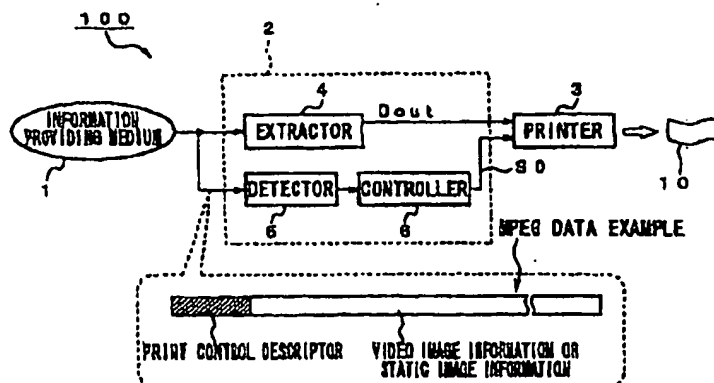 100
2
4
3
INFORMATION
PROVIDING MEDIUM
EXTRACTOR
Dout
PRINTER
1
10
DETECTOR
CONTROLLER
S0
6
6
MPEG DATA EXAMPLE
PRINT CONTROL DESCRIPTOR
VIDEO IMAGE INFORMATION OR
STATIC IMAGE INFORMATION